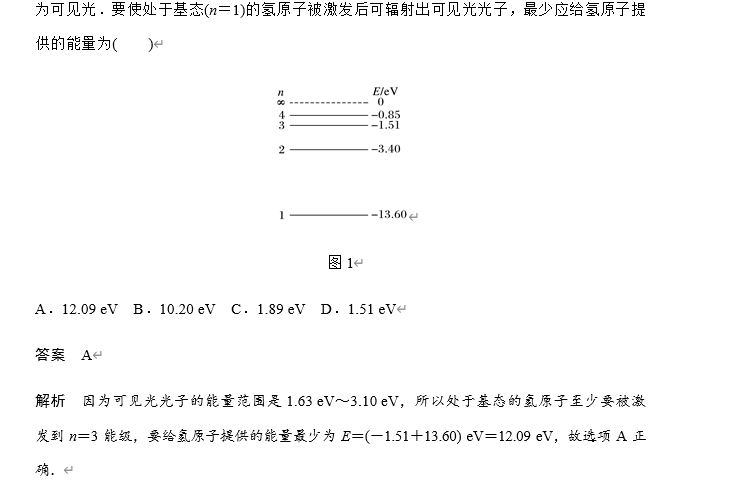 为可见光．要使处于基态(n＝1)的氢原子被激发后可辐射出可见光光子，最少应给氢原子提
供的能量为(　　)↵
n E/eV
∞ 0
4 −0.85
3 −1.51
2 −3.40
1 −13.60↵
图 1↵
A．12.09 eV B．10.20 eV C．1.89 eV D．1.51 eV↵
答案 A↵
解析 因为可见光光子的能量范围是 1.63 eV～3.10 eV，所以处于基态的氢原子至少要被激
发到 n＝3 能级，要给氢原子提供的能量最少为 E＝(－1.51＋13.60) eV＝12.09 eV，故选项 A 正
确．↵